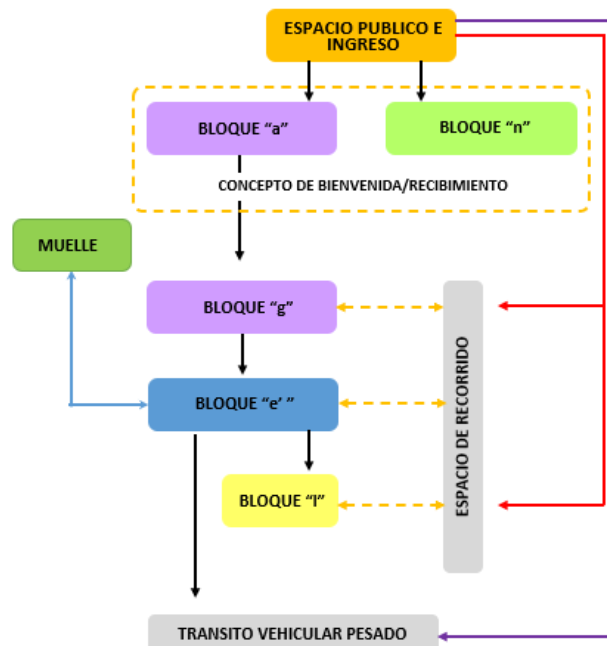 ESPACIO PUBLICO E
INGRESO
BLOQUE “a”
BLOQUE “n”
CONCEPTO DE BIENVENIDA/RECIBIMIENTO
MUELLE
BLOQUE “g”
BLOQUE “e’ ”
BLOQUE “l”
ESPACIO DE RECORRIDO
TRANSITO VEHICULAR PESADO